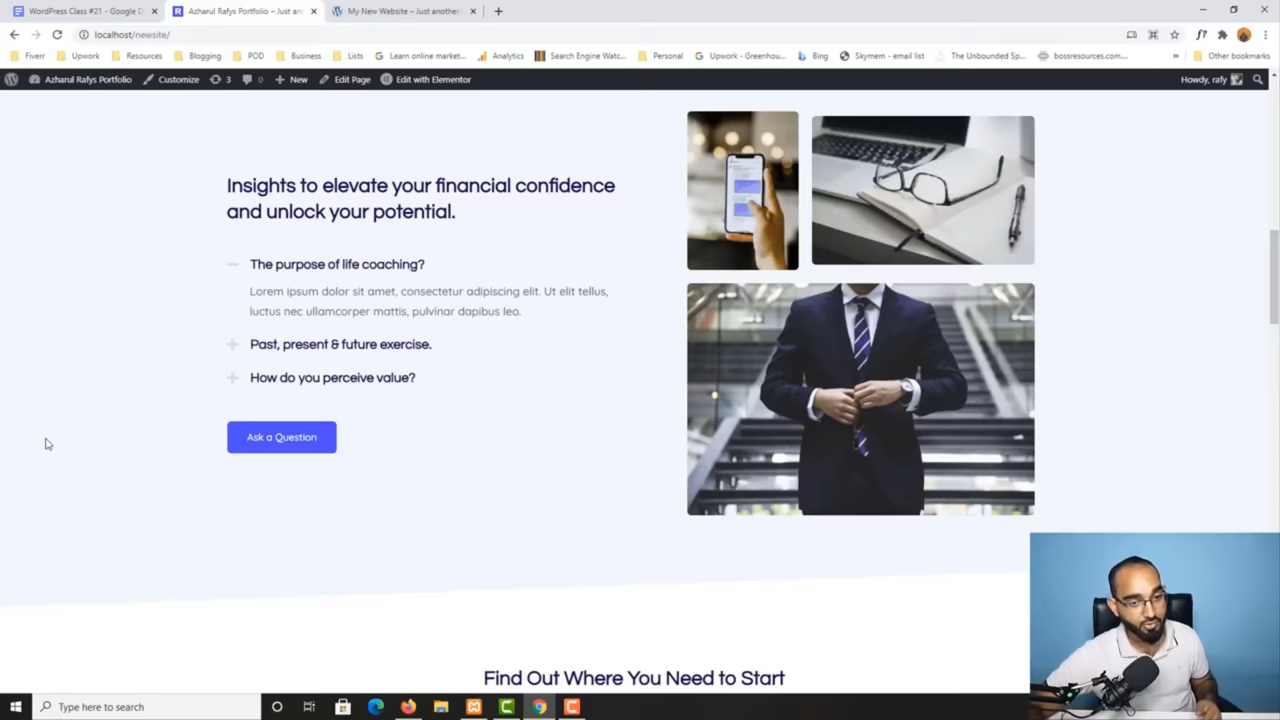 WordPress Class #21 - Google D
Azharul Rafys Portfolio – Just an
My New Website – Just another
localhost/newsite/
Fiverr
Upwork
Resources
Blogging
POD
Business
Lists
Learn online market...
Analytics
Search Engine Watc...
Personal
Upwork - Greenhou...
Bing
Skymem - email list
The Unbounded Sp...
bossresources.com...
»
Other bookmarks
Azharul Rafys Portfolio
Customize
3
0
New
Edit Page
Edit with Elementor
Howdy, rafy
Insights to elevate your financial confidence
and unlock your potential.
The purpose of life coaching?
Lorem ipsum dolor sit amet, consectetur adipiscing elit. Ut elit tellus,
luctus nec ullamcorper mattis, pulvinar dapibus leo.
Past, present & future exercise.
How do you perceive value?
Ask a Question
Find Out Where You Need to Start
Type here to search